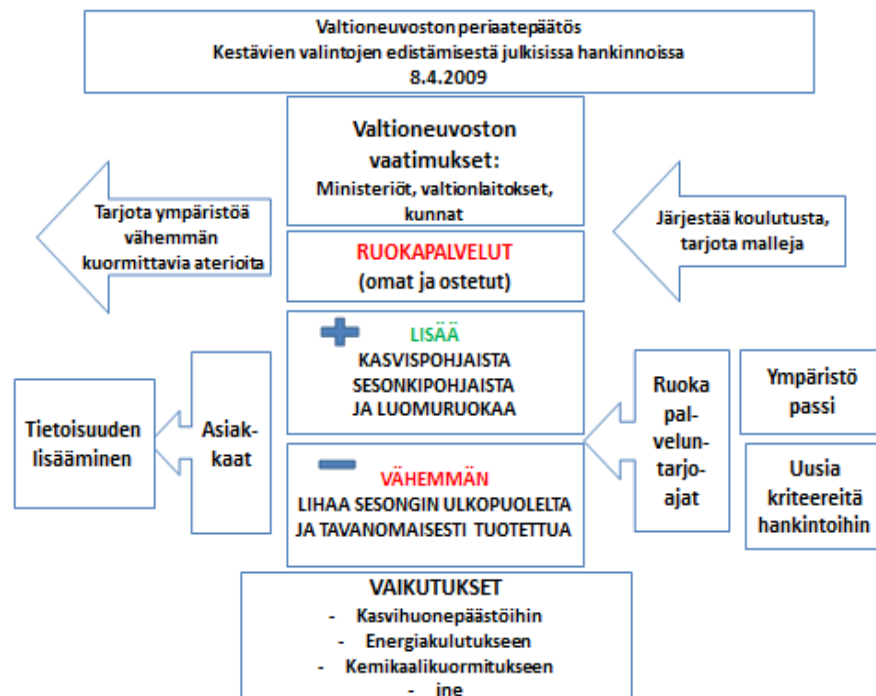 Valtioneuvoston periaatepäätös
Kestävien valintojen edistämisestä julkisissa hankinnoissa
8.4.2009
Valtioneuvoston
vaatimukset:
Ministeriöt, valtionlaitokset,
kunnat
Tarjota ympäristöä
vähemmän
kuormittavia aterioita
Järjestää koulutusta,
tarjota malleja
RUOKAPALVELUT
(omat ja ostetut)
LISÄÄ
KASVISPOHJAISTA
SESONKIPOHJAISTA
JA LUOMURUOKAA
Tietoisuuden
lisääminen
Asiak-
kaat
Ruoka
pal-
velun-
tarjo-
ajat
Ympäristö
passi
Uusia
kriteereitä
hankintoihin
VÄHEMMÄN
LIHAA SESONGIN ULKOPUOLELTA
JA TAVANOMAISESTI TUOTETTUA
VAIKUTUKSET
- Kasvihuonepäästöihin
- Energiakulutukseen
- Kemikaalikuormitukseen
- jne